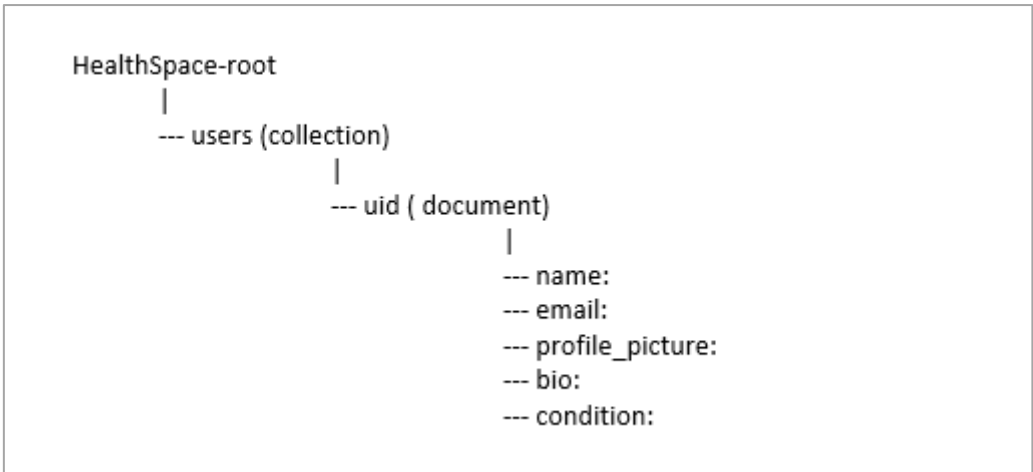 HealthSpace-root
|
--- users (collection)
|
--- uid ( document)
|
--- name:
--- email:
--- profile_picture:
--- bio:
--- condition: